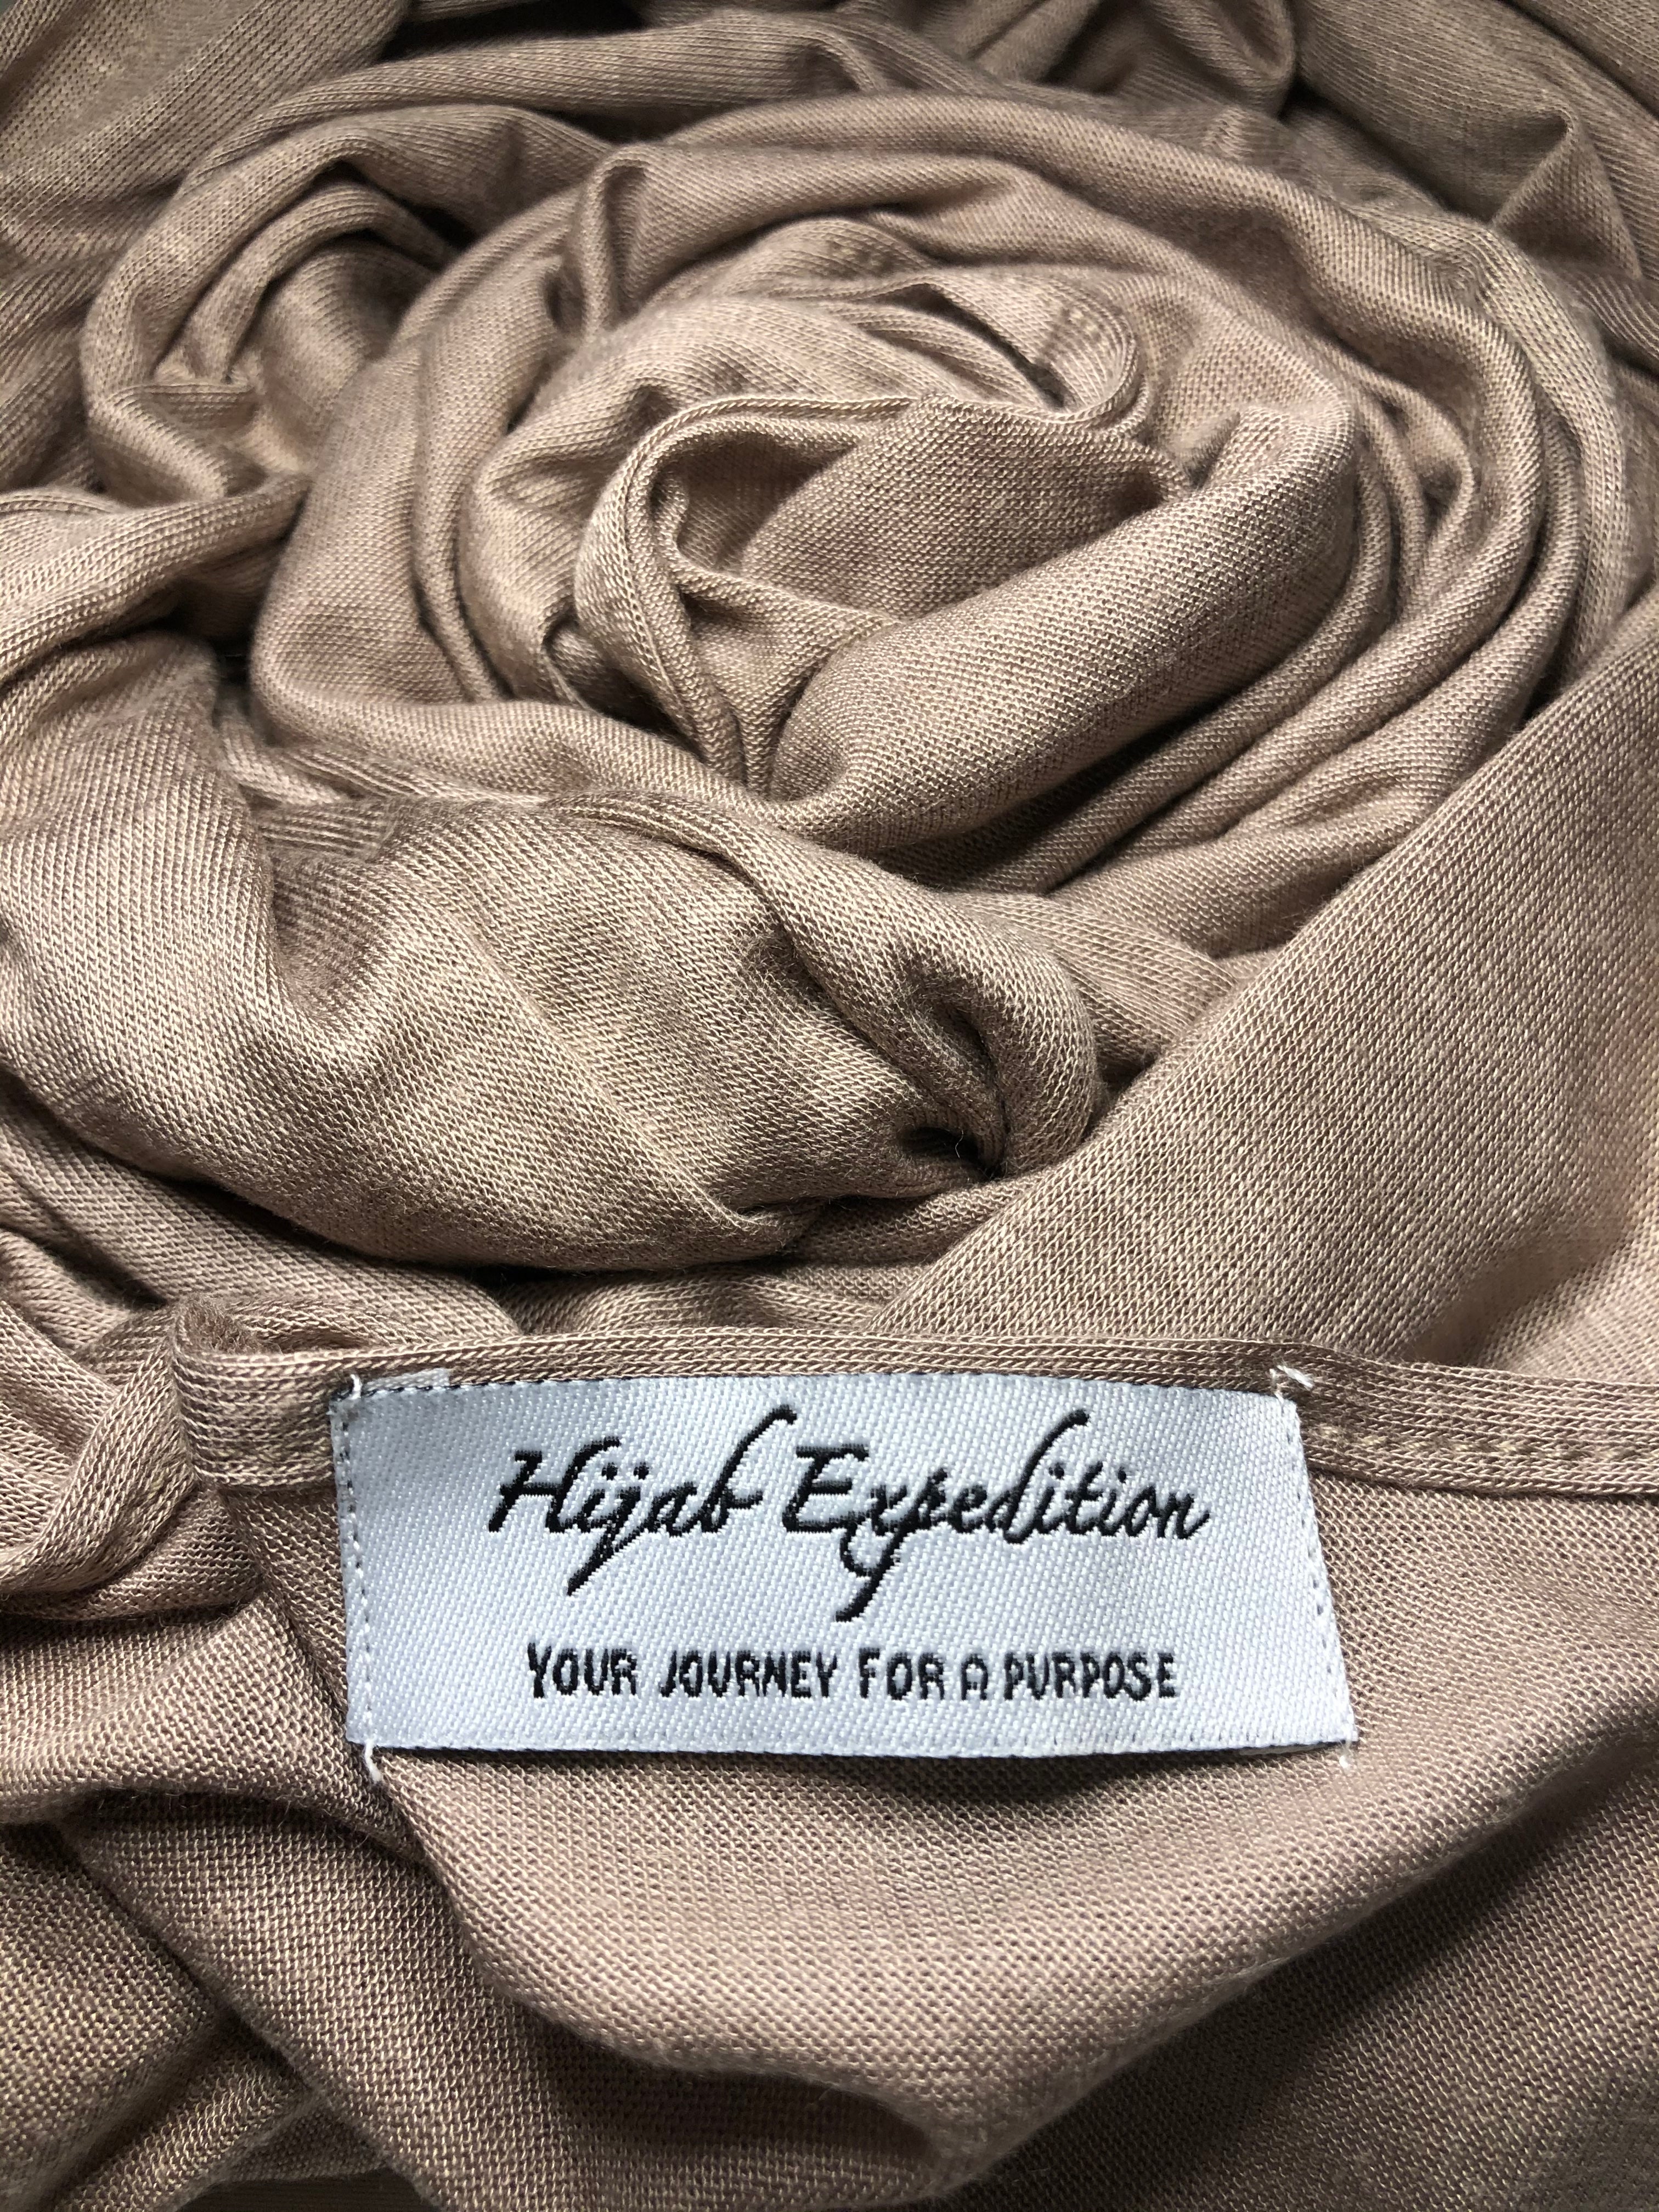 Hijab Expedition
YOUR JOURNEY FOR A PURPOSE